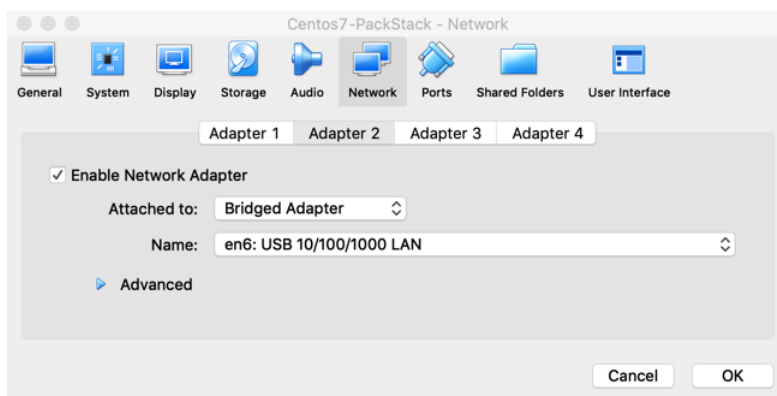 Centos7-PackStack - Network
General System Display Storage Audio Network Ports Shared Folders User Interface
Adapter 1 Adapter 2 Adapter 3 Adapter 4
Enable Network Adapter
Attached to: Bridged Adapter
Name: en6: USB 10/100/1000 LAN
Advanced
Cancel OK